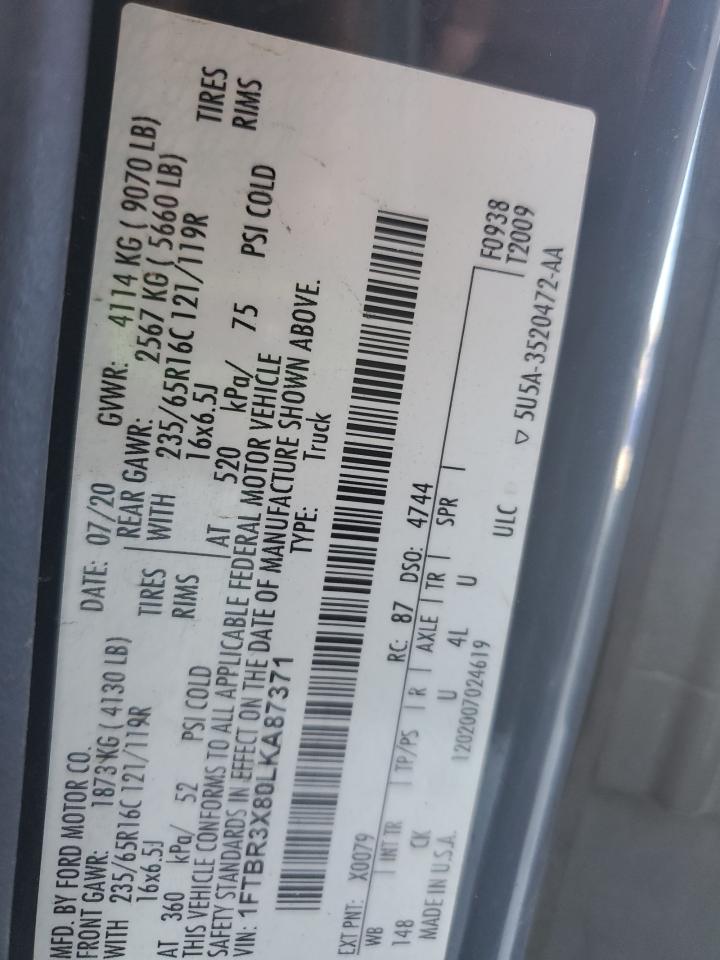 MFD. BY FORD MOTOR CO.
DATE: 07/20 GVWR: 4114 KG ( 9070 LB)
FRONT GAWR: 1873 KG ( 4130 LB) REAR GAWR: 2567 KG ( 5660 LB)
WITH 235/65R16C 121/119R TIRES WITH 235/65R16C 121/119R TIRES
16x6.5J RIMS 16x6.5J RIMS
AT 360 kPa/ 52 PSI COLD AT 520 kPa/ 75 PSI COLD
THIS VEHICLE CONFORMS TO ALL APPLICABLE FEDERAL MOTOR VEHICLE
SAFETY STANDARDS IN EFFECT ON THE DATE OF MANUFACTURE SHOWN ABOVE.
VIN: 1FTBR3X80LKA87371 TYPE: Truck
F0938
T2009
EXT PNT: X0079 RC: 87 DSO: 4744
WB INT TR TP/PS R AXLE TR SPR
148 CK U 4L U
MADE IN U.S.A. 1202007024619 ULC ▽ 5U5A-3520472-AA